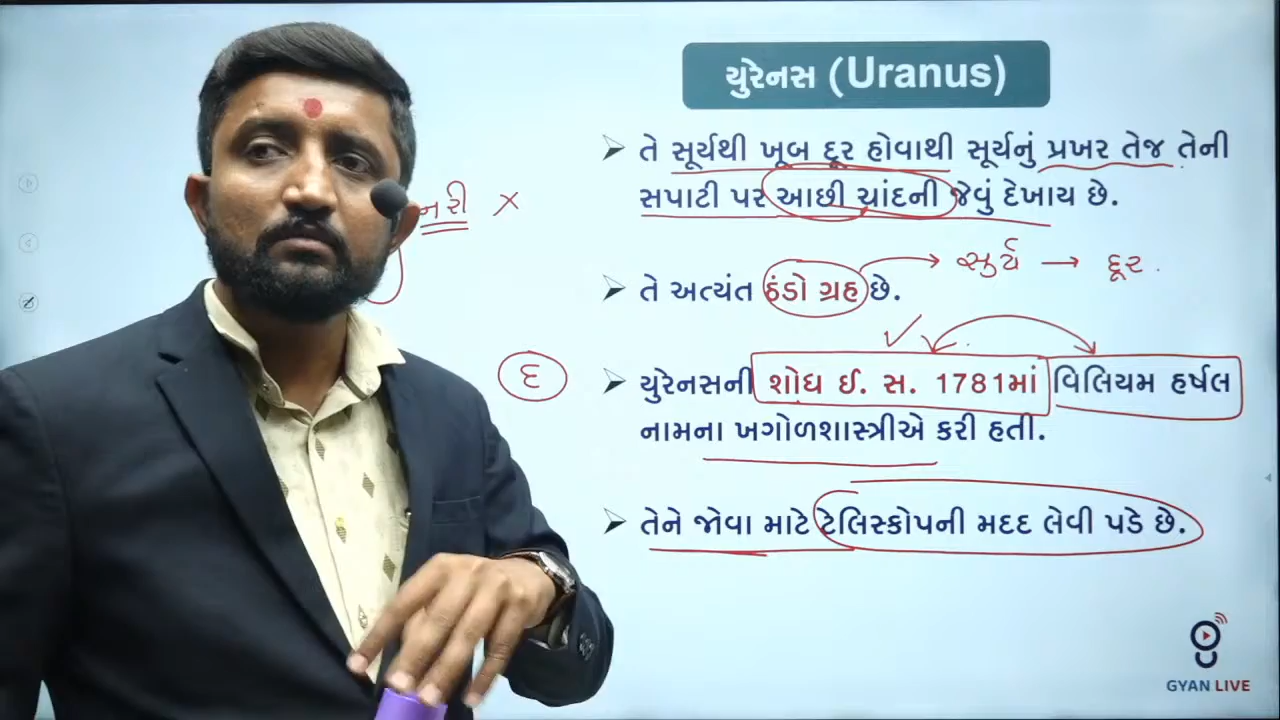 યુરેનસ (Uranus)
➢ તે સૂર્યથી ખૂબ દૂર હોવાથી સૂર્યનું પ્રખર તેજ તેની
સપાટી પર આછી ચાંદની જેવું દેખાય છે.
નરી ×
સુર્ય → દૂર.
➢ તે અત્યંત ઠંડો ગ્રહ છે.
૬
➢ યુરેનસની શોધ ઈ. સ. 1781માં વિલિયમ હર્ષલ
નામના ખગોળશાસ્ત્રીએ કરી હતી.
➢ તેને જોવા માટે ટેલિસ્કોપની મદદ લેવી પડે છે.
GYAN LIVE